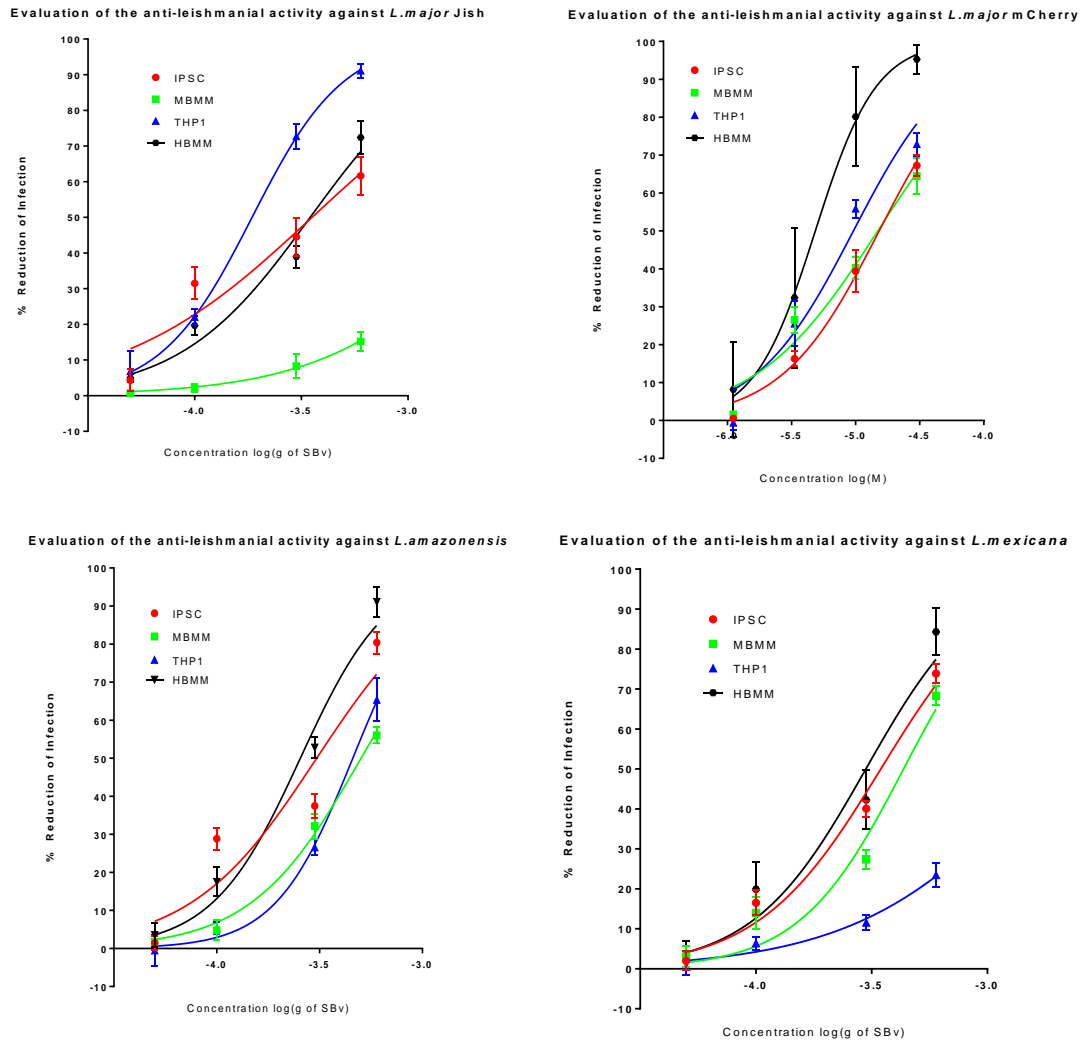 Evaluation of the anti-leishmanial activity against L.major Jish
100
90
80
70
60
50
40
30
20
10
0
-10
% Reduction of Infection
IPSC
MBMM
THP1
HBMM
-4.0
-3.5
-3.0
Concentration log(g of SBv)
Evaluation of the anti-leishmanial activity against L.major mCherry
100
90
80
70
60
50
40
30
20
10
0
-10
% Reduction of Infection
IPSC
MBMM
THP1
HBMM
-6.0
-5.5
-5.0
-4.5
-4.0
Concentration log(M)
Evaluation of the anti-leishmanial activity against L.amazonensis
100
90
80
70
60
50
40
30
20
10
0
-10
% Reduction of Infection
IPSC
MBMM
THP1
HBMM
-4.0
-3.5
-3.0
Concentration log(g of SBv)
Evaluation of the anti-leishmanial activity against L.mexicana
100
90
80
70
60
50
40
30
20
10
0
-10
% Reduction of Infection
IPSC
MBMM
THP1
HBMM
-4.0
-3.5
-3.0
Concentration log(g of SBv)